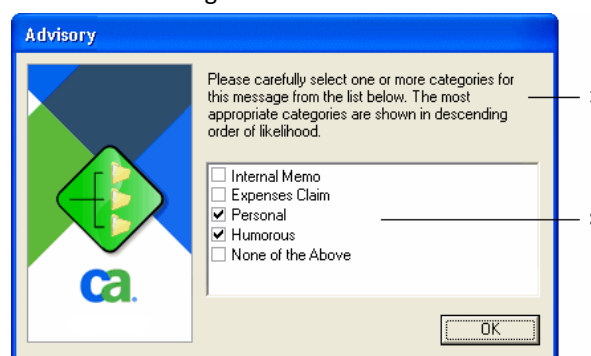 Advisory
Please carefully select one or more categories for
this message from the list below. The most
appropriate categories are shown in descending
order of likelihood.
Internal Memo
Expenses Claim
Personal
Humorous
None of the Above
ca.
OK